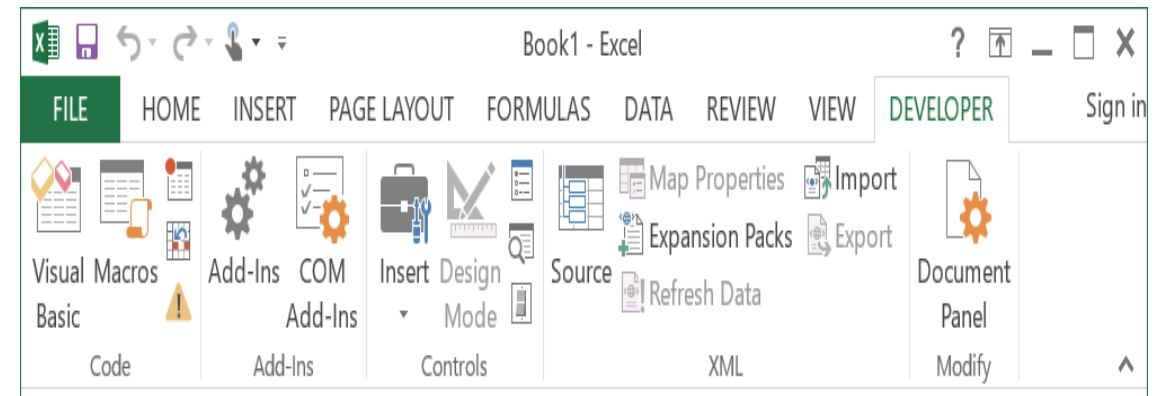 Book1 - Excel ?
FILE HOME INSERT PAGE LAYOUT FORMULAS DATA REVIEW VIEW DEVELOPER Sign in
Visual Basic
Macros
Add-Ins
COM Add-Ins
Insert
Design Mode
Source
Map Properties
Expansion Packs
Refresh Data
Import
Export
Document Panel
Code Add-Ins Controls XML Modify